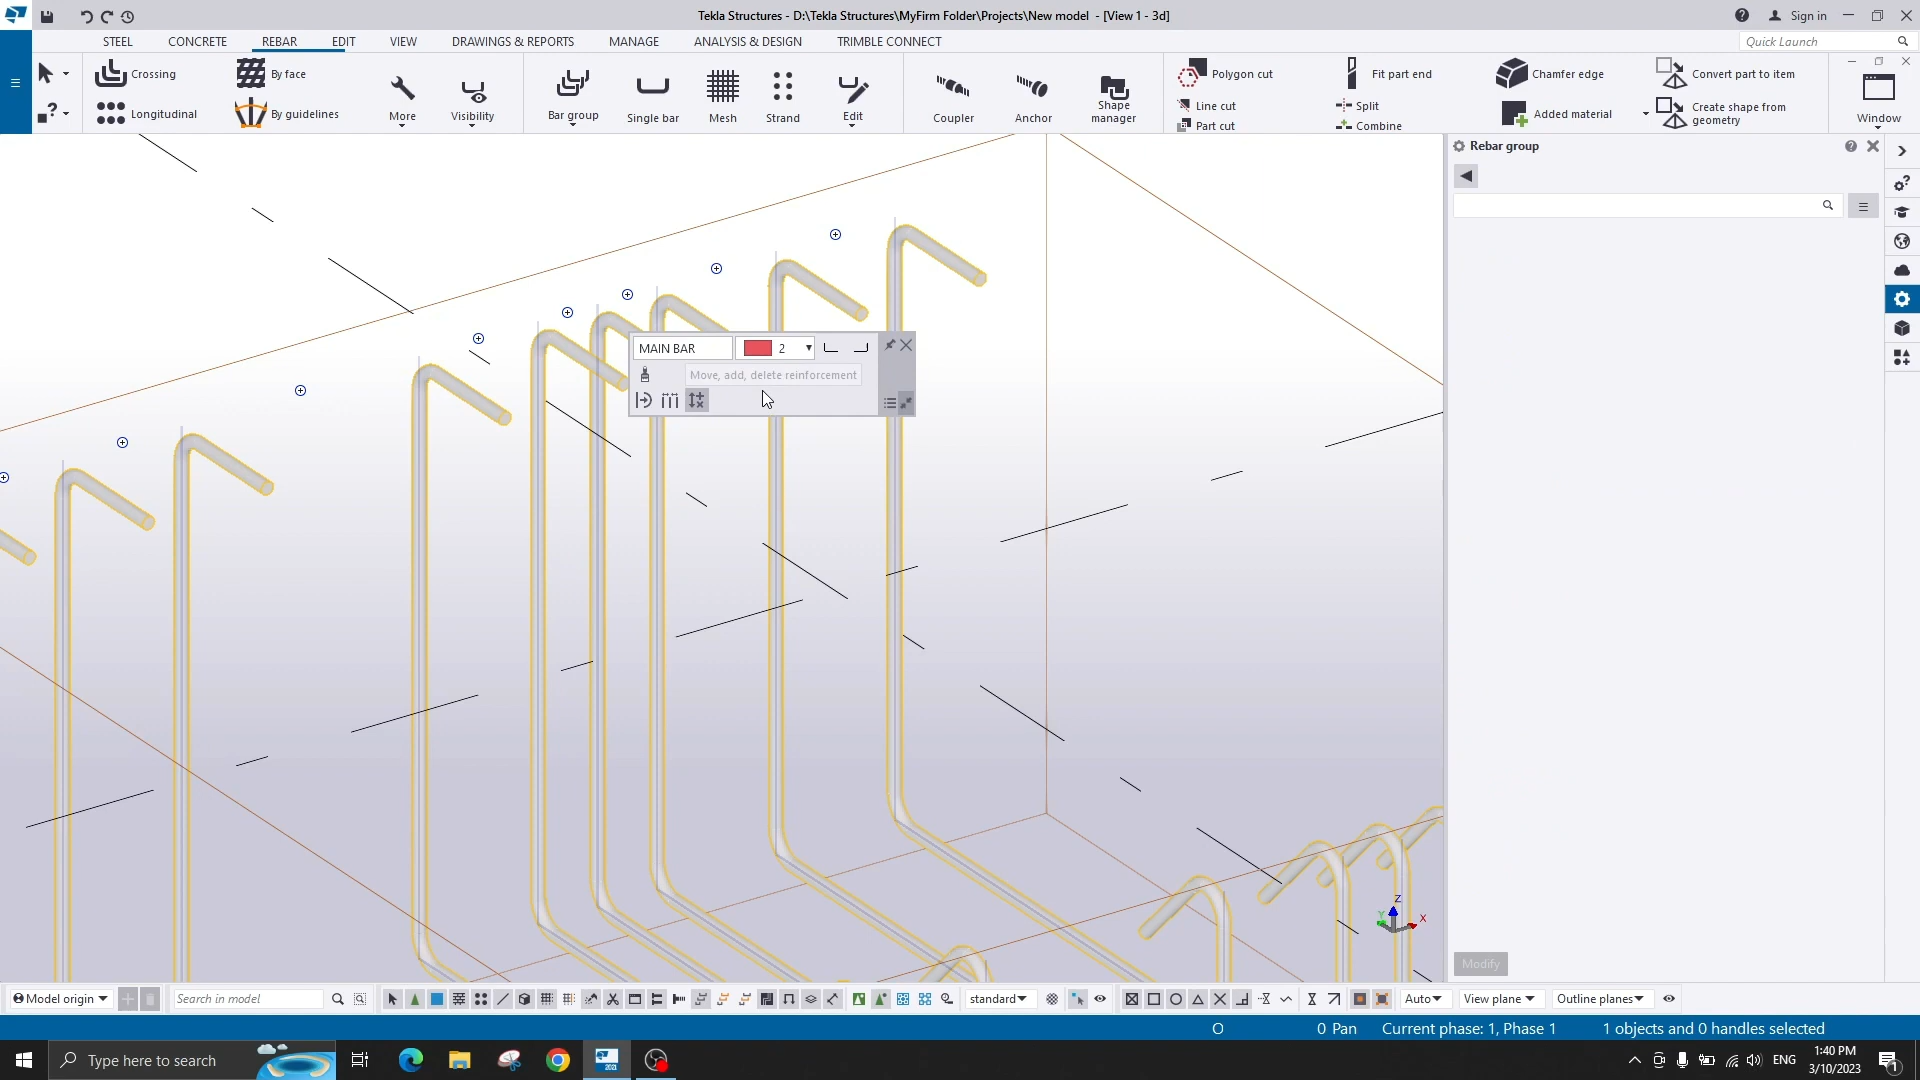 Tekla Structures - D:\Tekla Structures\MyFirm Folder\Projects\New model - [View 1 - 3d]
Sign in
STEEL CONCRETE REBAR EDIT VIEW DRAWINGS & REPORTS MANAGE ANALYSIS & DESIGN TRIMBLE CONNECT
Quick Launch
Crossing
Longitudinal
By face
By guidelines
More
Visibility
Bar group
Single bar
Mesh
Strand
Edit
Coupler
Anchor
Shape manager
Polygon cut
Line cut
Part cut
Fit part end
Split
Combine
Chamfer edge
Added material
Convert part to item
Create shape from geometry
Window
Rebar group
MAIN BAR
2
Move, add, delete reinforcement
Z
Y
X
Modify
Model origin
Search in model
standard
Auto
View plane
Outline planes
O
0 Pan
Current phase: 1, Phase 1
1 objects and 0 handles selected
Type here to search
2021
ENG
1:40 PM
3/10/2023
1